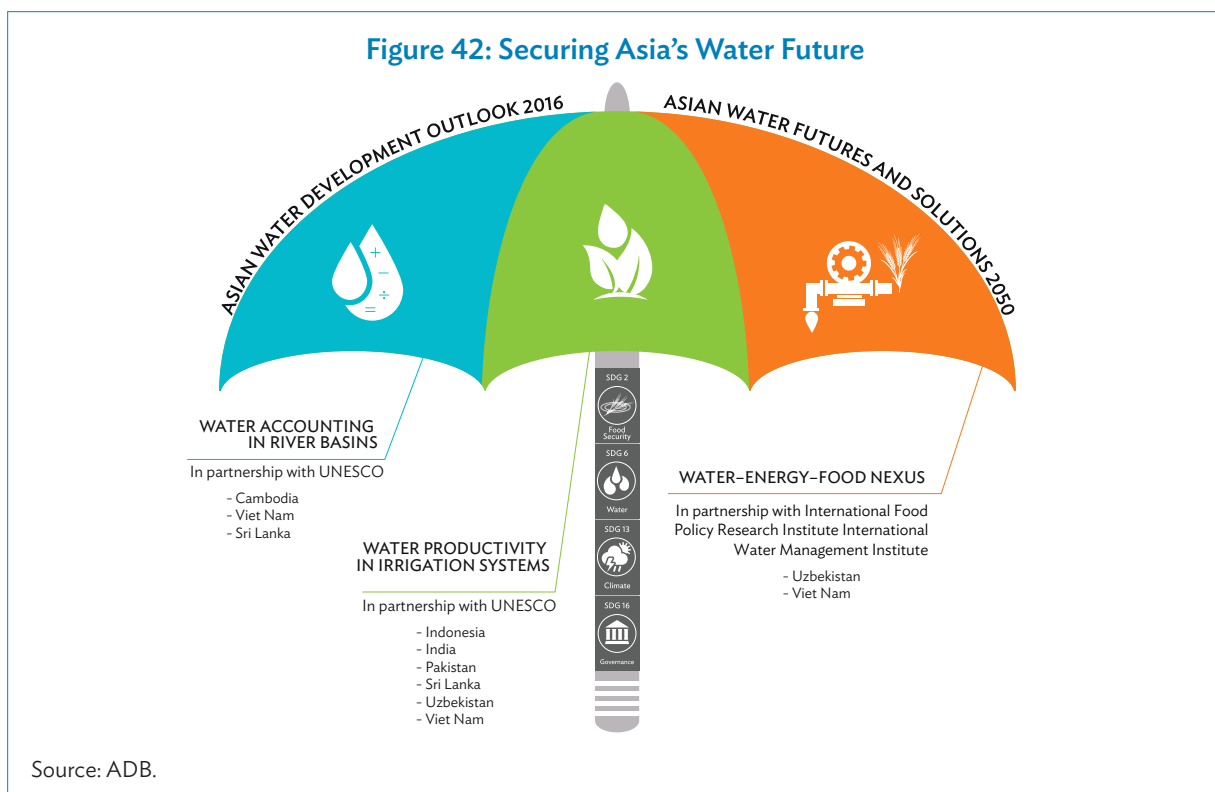 Figure 42: Securing Asia's Water Future
ASIAN WATER DEVELOPMENT OUTLOOK 2016
ASIAN WATER FUTURES AND SOLUTIONS 2050
+
−
÷
=
WATER ACCOUNTING
IN RIVER BASINS
In partnership with UNESCO
- Cambodia
- Viet Nam
- Sri Lanka
WATER PRODUCTIVITY
IN IRRIGATION SYSTEMS
In partnership with UNESCO
- Indonesia
- India
- Pakistan
- Sri Lanka
- Uzbekistan
- Viet Nam
SDG 2
Food
Security
SDG 6
Water
SDG 13
Climate
SDG 16
Governance
WATER–ENERGY–FOOD NEXUS
In partnership with International Food
Policy Research Institute International
Water Management Institute
- Uzbekistan
- Viet Nam
Source: ADB.